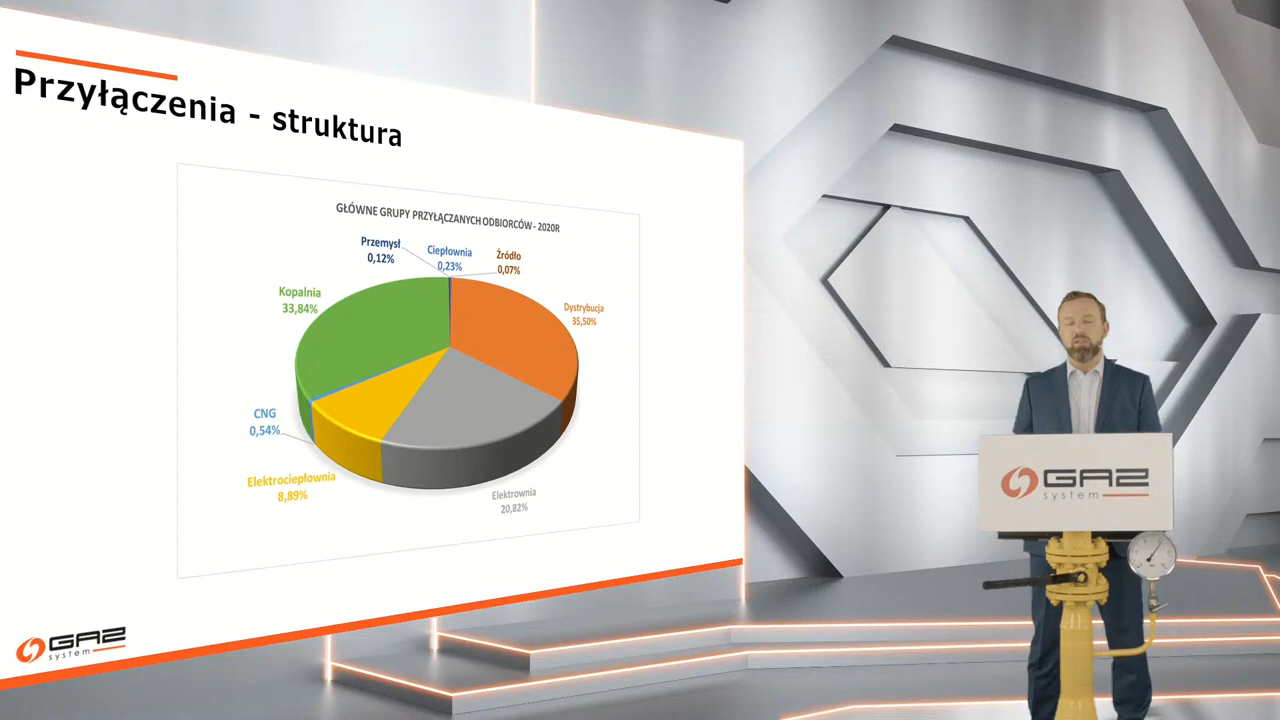 Przyłączenia - struktura
GŁÓWNE GRUPY PRZYŁĄCZANYCH ODBIORCÓW - 2020R
Przemysł
0,12%
Ciepłownia
0,23%
Żródło
0,07%
Kopalnia
33,84%
Dystrybucja
35,50%
CNG
0,54%
Elektrociepłownia
8,89%
Elektrownia
20,82%
GAZ
system
GAZ
system